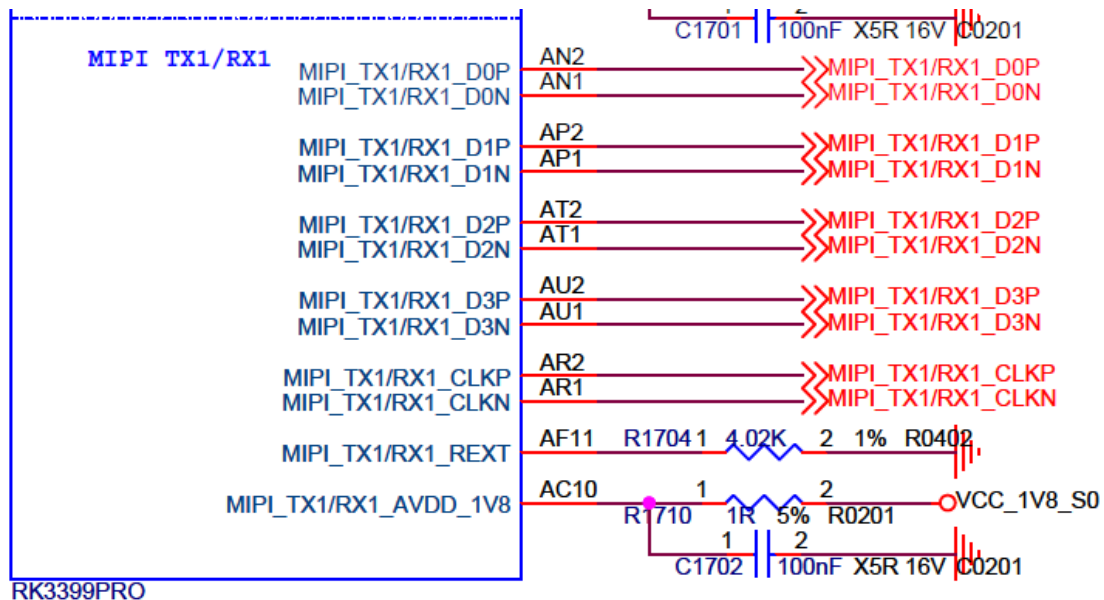 1 2
C1701 100nF X5R 16V C0201
MIPI TX1/RX1
MIPI_TX1/RX1_D0P AN2 MIPI_TX1/RX1_D0P
MIPI_TX1/RX1_D0N AN1 MIPI_TX1/RX1_D0N
MIPI_TX1/RX1_D1P AP2 MIPI_TX1/RX1_D1P
MIPI_TX1/RX1_D1N AP1 MIPI_TX1/RX1_D1N
MIPI_TX1/RX1_D2P AT2 MIPI_TX1/RX1_D2P
MIPI_TX1/RX1_D2N AT1 MIPI_TX1/RX1_D2N
MIPI_TX1/RX1_D3P AU2 MIPI_TX1/RX1_D3P
MIPI_TX1/RX1_D3N AU1 MIPI_TX1/RX1_D3N
MIPI_TX1/RX1_CLKP AR2 MIPI_TX1/RX1_CLKP
MIPI_TX1/RX1_CLKN AR1 MIPI_TX1/RX1_CLKN
MIPI_TX1/RX1_REXT AF11 R1704 1 4.02K 2 1% R0402
MIPI_TX1/RX1_AVDD_1V8 AC10 1 2 VCC_1V8_S0
R1710 1R 5% R0201
1 2
C1702 100nF X5R 16V C0201
RK3399PRO